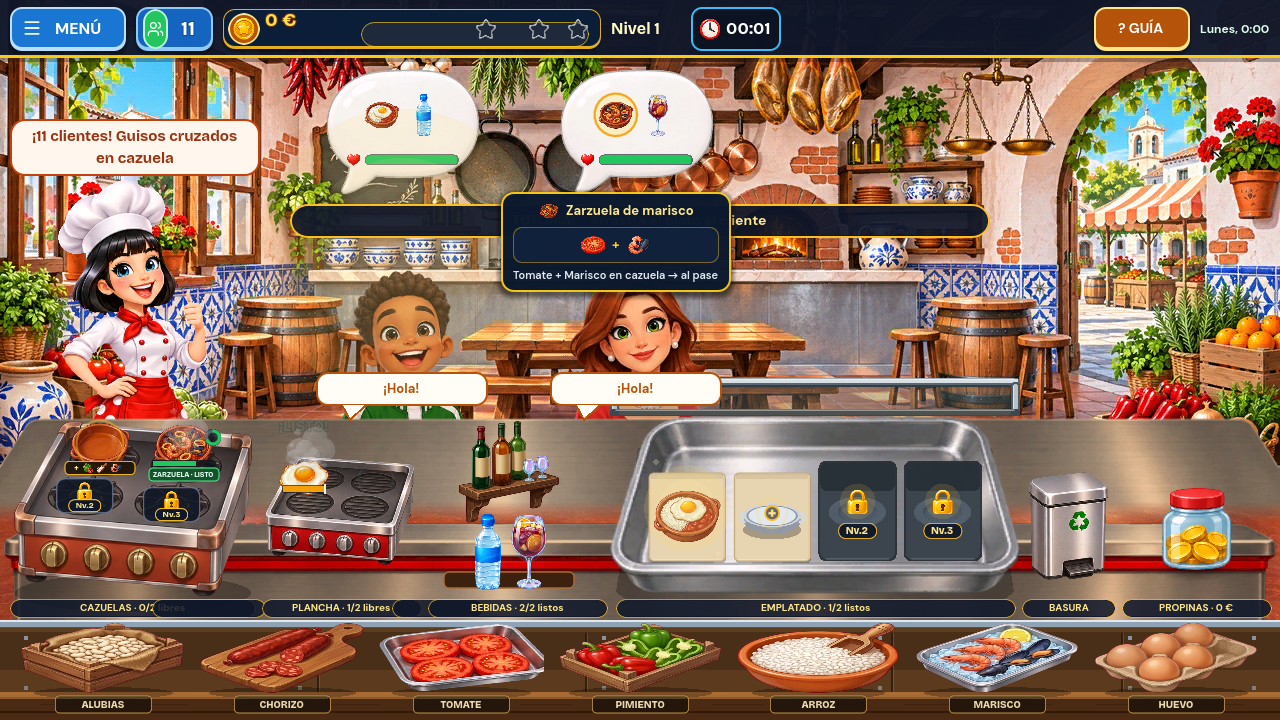 MENÚ
11
0 €
Nivel 1
00:01
? GUÍA
Lunes, 0:00
¡11 clientes! Guisos cruzados
en cazuela
Zarzuela de marisco
+
Tomate + Marisco en cazuela → al pase
¡Hola!
¡Hola!
¡LISTO!
ZARZUELA · LISTO
Nv.2
Nv.3
Nv.2
Nv.3
CAZUELAS · 0/2 libres
PLANCHA · 1/2 libres
BEBIDAS · 2/2 listos
EMPLATADO · 1/2 listos
BASURA
PROPINAS · 0 €
ALUBIAS
CHORIZO
TOMATE
PIMIENTO
ARROZ
MARISCO
HUEVO